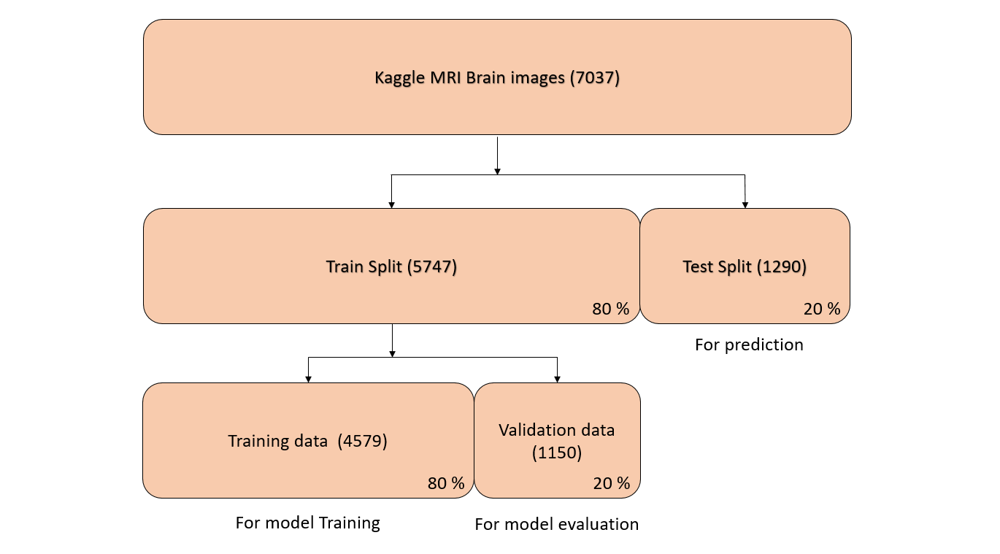 Kaggle MRI Brain images (7037)
Train Split (5747)
80 %
Test Split (1290)
20 %
For prediction
Training data  (4579)
80 %
Validation data
(1150)
20 %
For model Training
For model evaluation